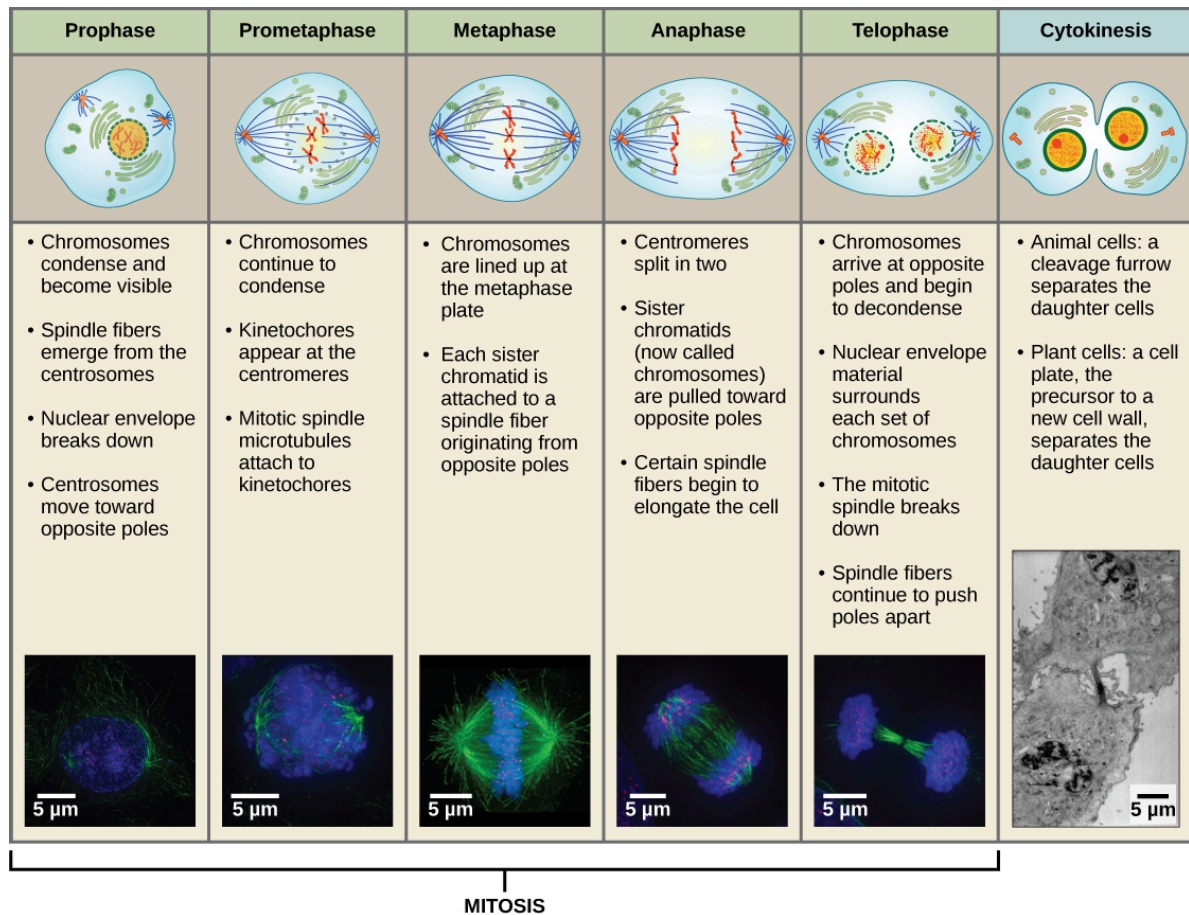 Prophase
Prometaphase
Metaphase
Anaphase
Telophase
Cytokinesis
• Chromosomes
condense and
become visible
• Spindle fibers
emerge from the
centrosomes
• Nuclear envelope
breaks down
• Centrosomes
move toward
opposite poles
• Chromosomes
continue to
condense
• Kinetochores
appear at the
centromeres
• Mitotic spindle
microtubules
attach to
kinetochores
• Chromosomes
are lined up at
the metaphase
plate
• Each sister
chromatid is
attached to a
spindle fiber
originating from
opposite poles
• Centromeres
split in two
• Sister
chromatids
(now called
chromosomes)
are pulled toward
opposite poles
• Certain spindle
fibers begin to
elongate the cell
• Chromosomes
arrive at opposite
poles and begin
to decondense
• Nuclear envelope
material
surrounds
each set of
chromosomes
• The mitotic
spindle breaks
down
• Spindle fibers
continue to push
poles apart
• Animal cells: a
cleavage furrow
separates the
daughter cells
• Plant cells: a cell
plate, the
precursor to a
new cell wall,
separates the
daughter cells
5 µm
5 µm
5 µm
5 µm
5 µm
5 µm
MITOSIS